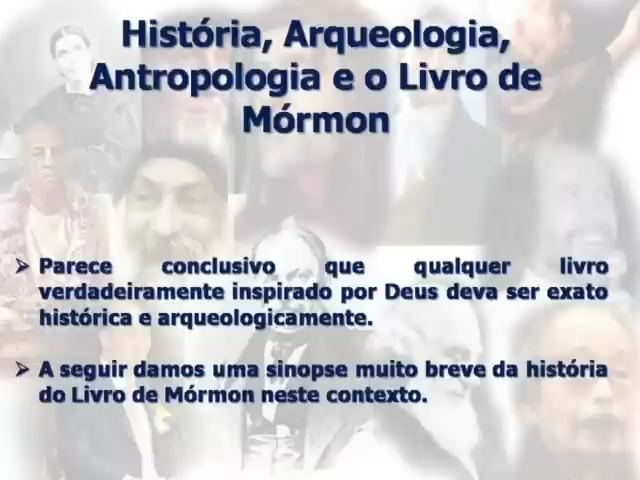 História, Arqueologia,
Antropologia e o Livro de
Mórmon
➢ Parece conclusivo que qualquer livro
verdadeiramente inspirado por Deus deva ser exato
histórica e arqueologicamente.
➢ A seguir damos uma sinopse muito breve da história
do Livro de Mórmon neste contexto.